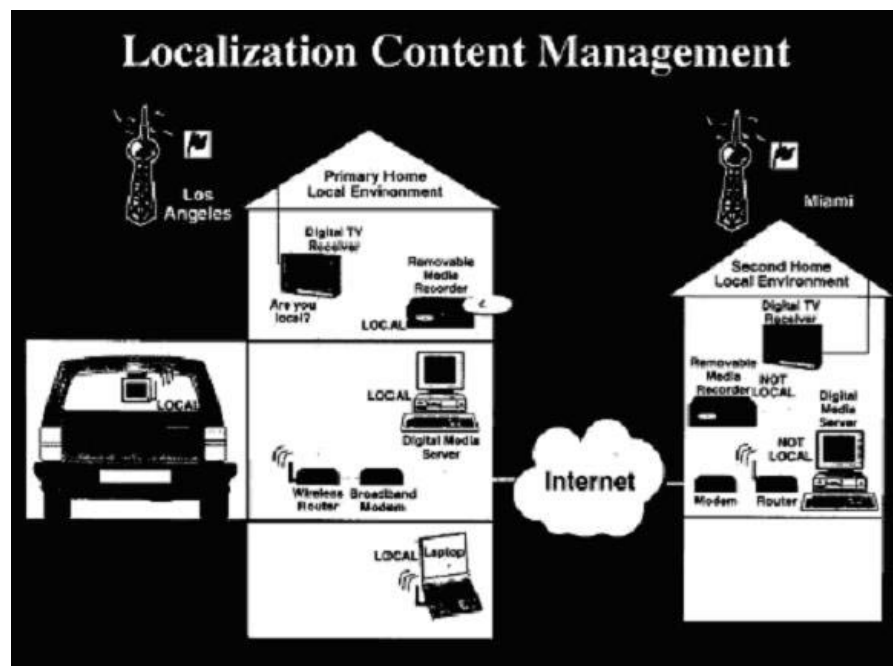 Localization Content Management
Los
Angeles
Primary Home
Local Environment
Digital TV
Receiver
Are you
local?
Removable
Media
Recorder
LOCAL
LOCAL
LOCAL
Digital Media
Server
Wireless
Router
Broadband
Modem
LOCAL
Laptop
Internet
Miami
Second Home
Local Environment
Digital TV
Receiver
Removable
Media
Recorder
NOT
LOCAL
Digital
Media
Server
NOT
LOCAL
Modem
Router